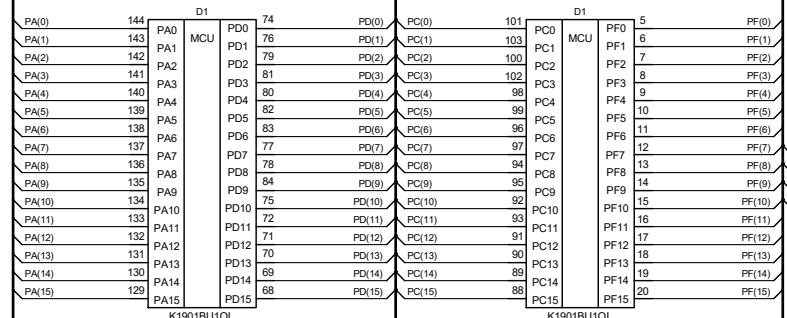 D1 D1
PA(0) 144 PA0 MCU PD0 74 PD(0) PC(0) 101 PC0 MCU PF0 5 PF(0)
PA(1) 143 PA1 PD1 76 PD(1) PC(1) 103 PC1 PF1 6 PF(1)
PA(2) 142 PA2 PD2 79 PD(2) PC(2) 100 PC2 PF2 7 PF(2)
PA(3) 141 PA3 PD3 81 PD(3) PC(3) 102 PC3 PF3 8 PF(3)
PA(4) 140 PA4 PD4 80 PD(4) PC(4) 98 PC4 PF4 9 PF(4)
PA(5) 139 PA5 PD5 82 PD(5) PC(5) 99 PC5 PF5 10 PF(5)
PA(6) 138 PA6 PD6 83 PD(6) PC(6) 96 PC6 PF6 11 PF(6)
PA(7) 137 PA7 PD7 77 PD(7) PC(7) 97 PC7 PF7 12 PF(7)
PA(8) 136 PA8 PD8 78 PD(8) PC(8) 94 PC8 PF8 13 PF(8)
PA(9) 135 PA9 PD9 84 PD(9) PC(9) 95 PC9 PF9 14 PF(9)
PA(10) 134 PA10 PD10 75 PD(10) PC(10) 92 PC10 PF10 15 PF(10)
PA(11) 133 PA11 PD11 72 PD(11) PC(11) 93 PC11 PF11 16 PF(11)
PA(12) 132 PA12 PD12 71 PD(12) PC(12) 91 PC12 PF12 17 PF(12)
PA(13) 131 PA13 PD13 70 PD(13) PC(13) 90 PC13 PF13 18 PF(13)
PA(14) 130 PA14 PD14 69 PD(14) PC(14) 89 PC14 PF14 19 PF(14)
PA(15) 129 PA15 PD15 68 PD(15) PC(15) 88 PC15 PF15 20 PF(15)